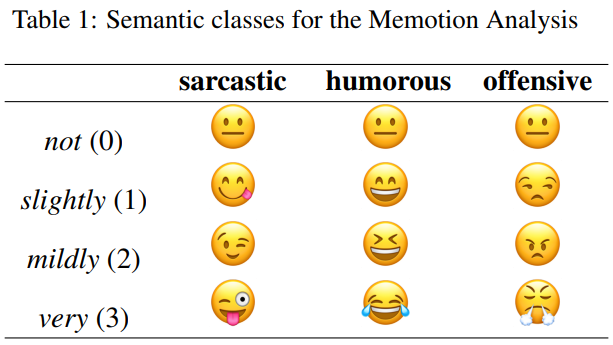 Table 1: Semantic classes for the Memotion Analysis
sarcastic humorous offensive
not (0) 😐 😐 😐
slightly (1) 😋 😄 😒
mildly (2) 😉 😆 😠
very (3) 😜 😂 😤